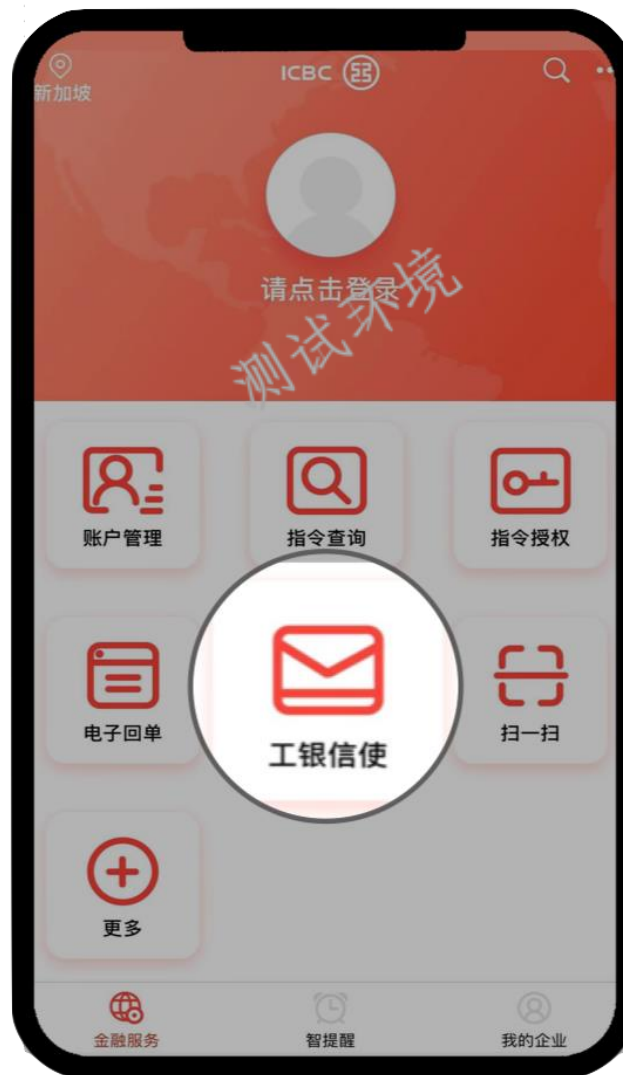 ICBC
新加坡
请点击登录
测试环境
账户管理
指令查询
指令授权
电子回单
工银信使
扫一扫
更多
金融服务
智提醒
我的企业